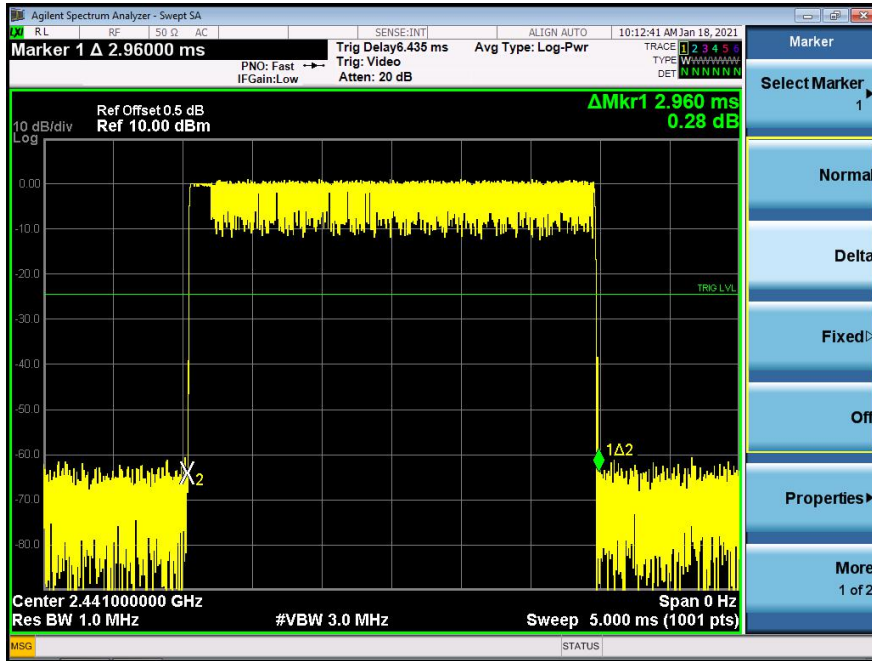 Agilent Spectrum Analyzer - Swept SA
LXI RL RF 50 Ω AC SENSE:INT ALIGN AUTO 10:12:41 AM Jan 18, 2021
Marker 1 Δ 2.96000 ms
PNO: Fast
IFGain:Low
Trig Delay6.435 ms
Trig: Video
Atten: 20 dB
Avg Type: Log-Pwr
TRACE 1 2 3 4 5 6
TYPE WWWWWW
DET N N N N N N
ΔMkr1 2.960 ms
0.28 dB
Ref Offset 0.5 dB
10 dB/div Ref 10.00 dBm
Log
0.00
-10.0
-20.0
TRIG LVL
-30.0
-40.0
-50.0
-60.0
1Δ2
2
-70.0
-80.0
Center 2.441000000 GHz Span 0 Hz
Res BW 1.0 MHz #VBW 3.0 MHz Sweep 5.000 ms (1001 pts)
MSG STATUS
Marker
Select Marker
1
Normal
Delta
Fixed
Off
Properties
More
1 of 2